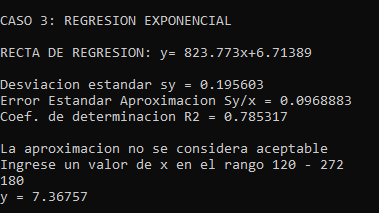 CASO 3: REGRESION EXPONENCIAL
RECTA DE REGRESION: y= 823.773x+6.71389
Desviacion estandar sy = 0.195603
Error Estandar Aproximacion Sy/x = 0.0968883
Coef. de determinacion R2 = 0.785317
La aproximacion no se considera aceptable
Ingrese un valor de x en el rango 120 - 272
180
y = 7.36757